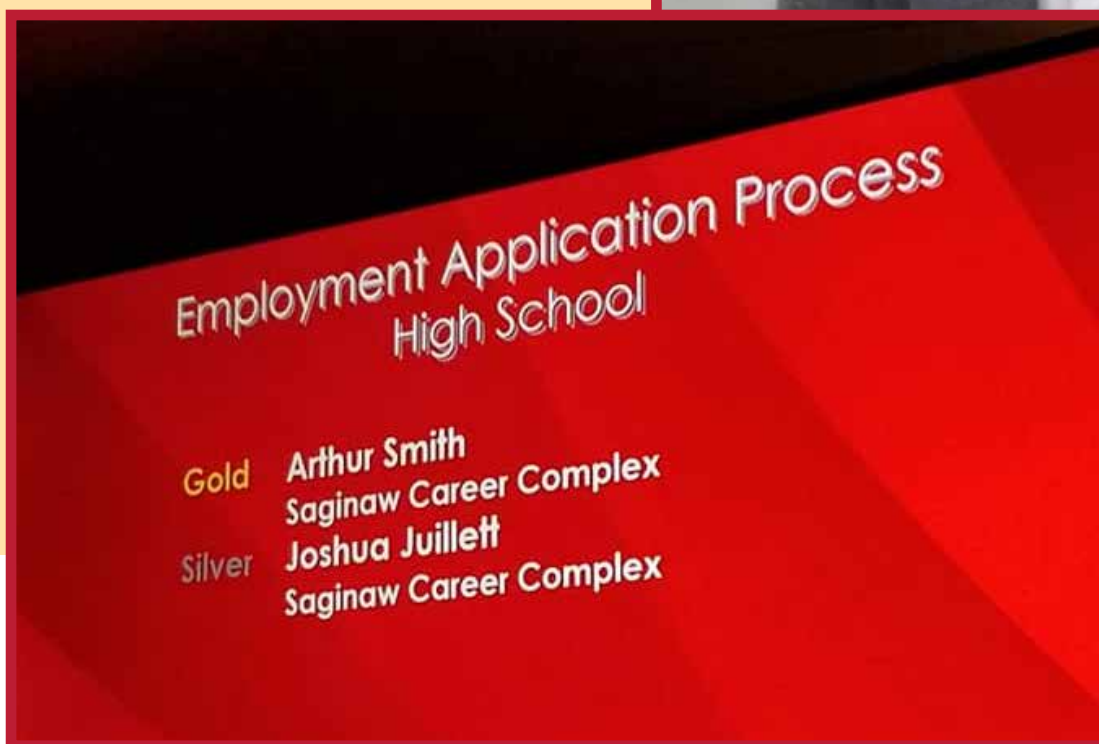 Employment Application Process
High School
Gold Arthur Smith
Saginaw Career Complex
Silver Joshua Juillett
Saginaw Career Complex